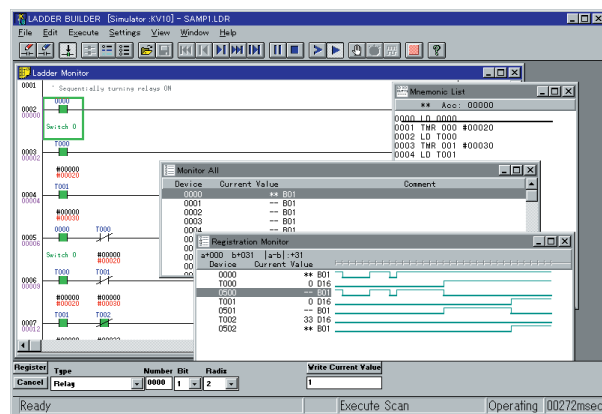 LADDER BUILDER [Simulator :KV10] - SAMP1.LDR
File Edit Execute Settings View Window Help
Ladder Monitor
0001 * Sequentially turning relays ON
0000
0002
00000
Switch 0
T000
0003
00002
#00000
#00020
T001
0004
00004
#00000
#00030
0000 T000
0005
00006
Switch 0 #00000
#00020
T000 T001
0006
00009
#00000 #00000
#00020 #00030
T001 T002
0007
00012
Mnemonic List
** Acc: 00000
0000 LD 0000
0001 TMR 000 #00020
0002 LD T000
0003 TMR 001 #00030
0004 LD T001
Monitor All
Device Current Value Comment
0000 ** B01
0001 -- B01
0002 -- B01
0003 -- B01
Registration Monitor
a+000 b+031 |a-b|:+31
Device Current Value
0000 ** B01
T000 0 D16
0500 -- B01
T001 0 D16
0501 -- B01
T002 33 D16
0502 ** B01
Register Type Number Bit Radix Write Current Value
Cancel Relay 0000 1 2 1
Ready Execute Scan Operating 00272msec